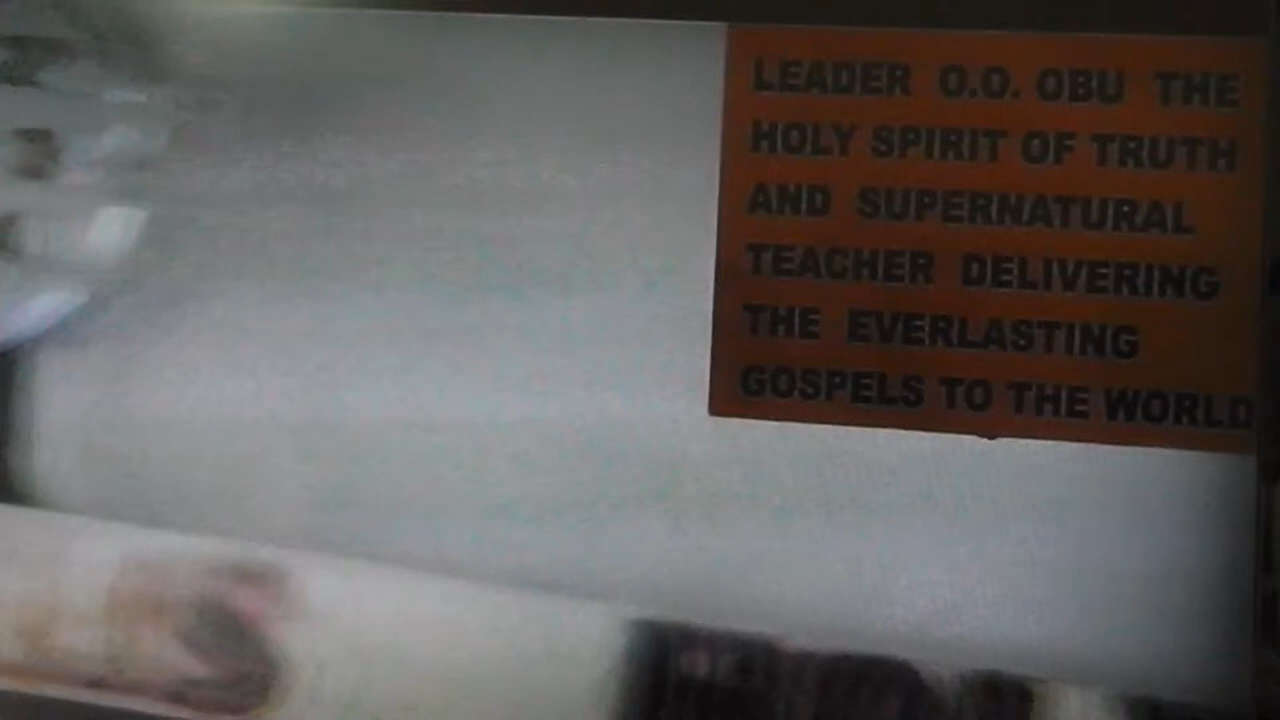 LEADER O.O. OBU THE
HOLY SPIRIT OF TRUTH
AND SUPERNATURAL
TEACHER DELIVERING
THE EVERLASTING
GOSPELS TO THE WORLD